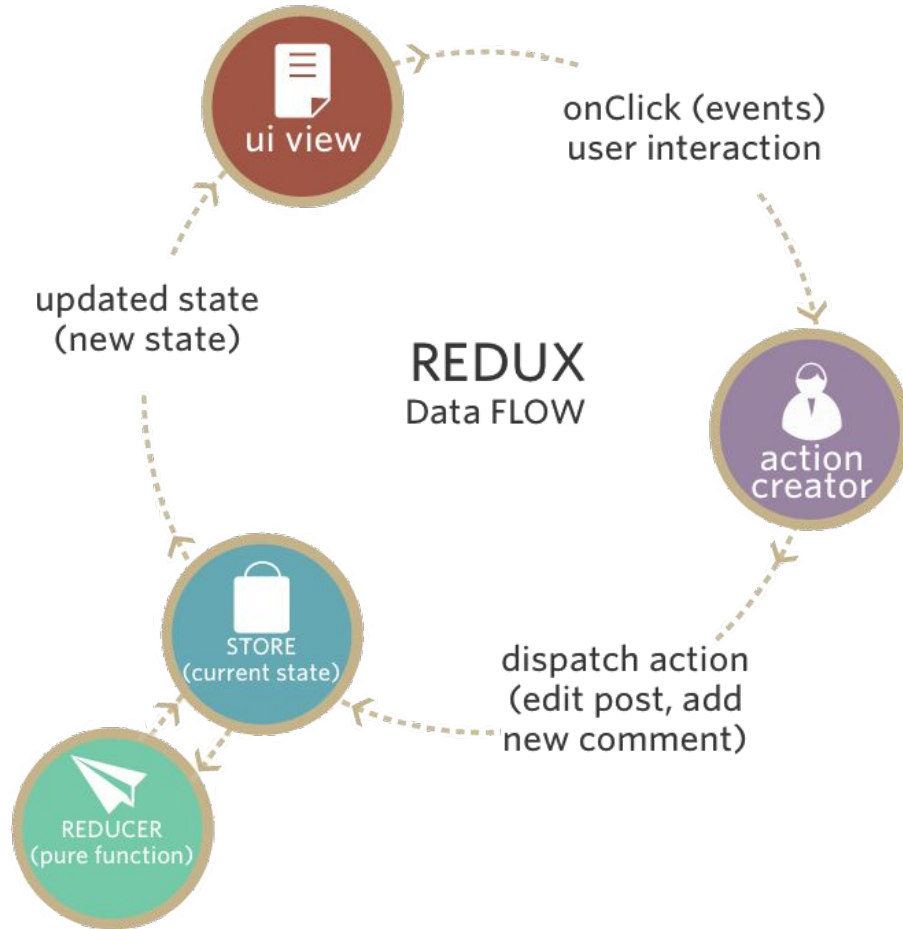 ui view
onClick (events)
user interaction
updated state
(new state)
REDUX
Data FLOW
action
creator
STORE
(current state)
dispatch action
(edit post, add
new comment)
REDUCER
(pure function)